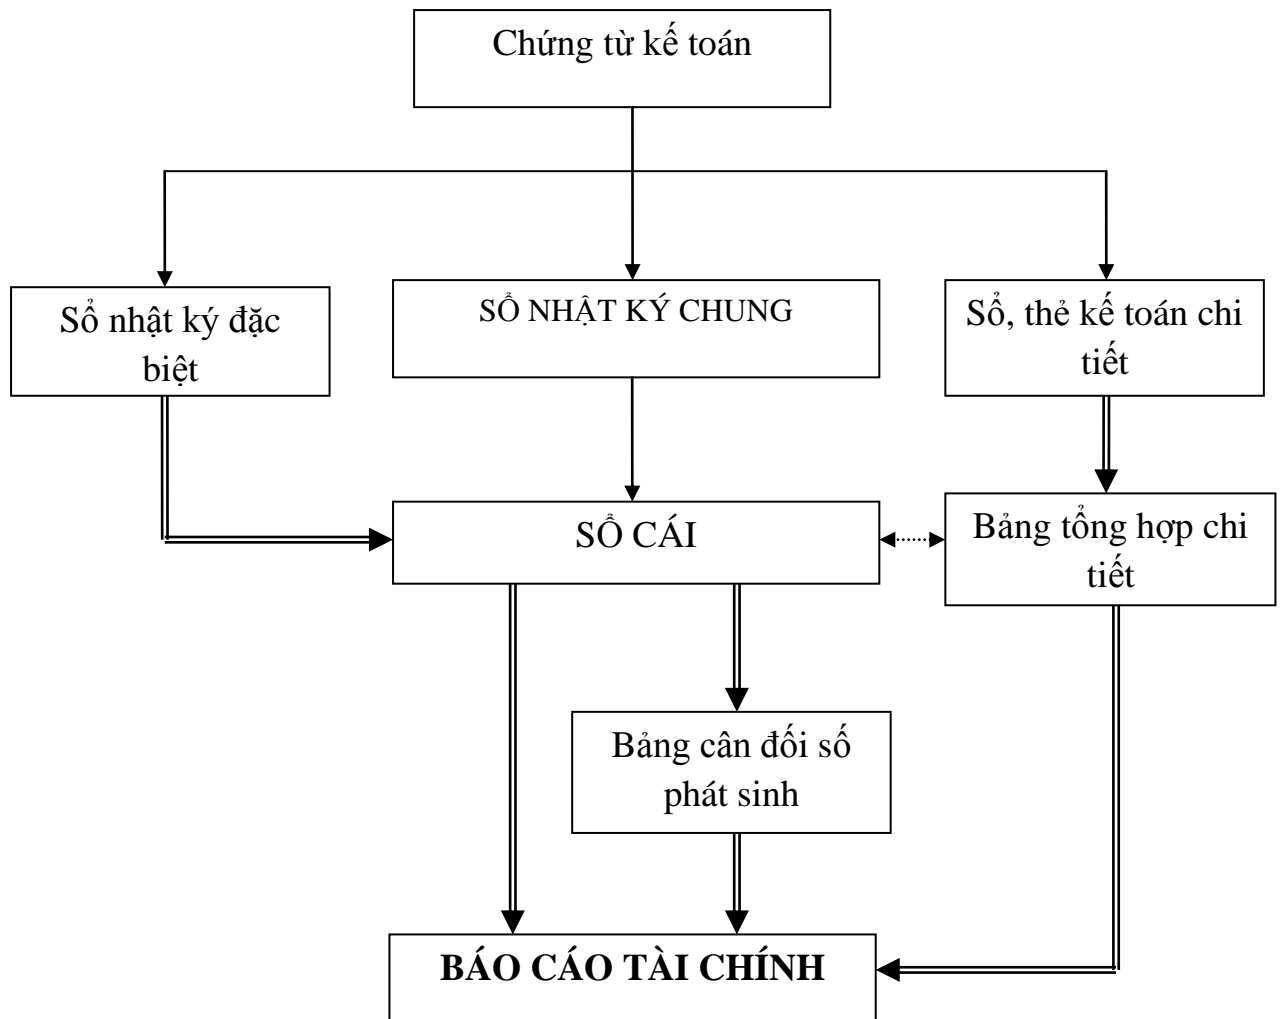 Chứng từ kế toán
Sổ nhật ký đặc
biệt
SỔ NHẬT KÝ CHUNG
Sổ, thẻ kế toán chi
tiết
SỔ CÁI
Bảng tổng hợp chi
tiết
Bảng cân đối số
phát sinh
BÁO CÁO TÀI CHÍNH